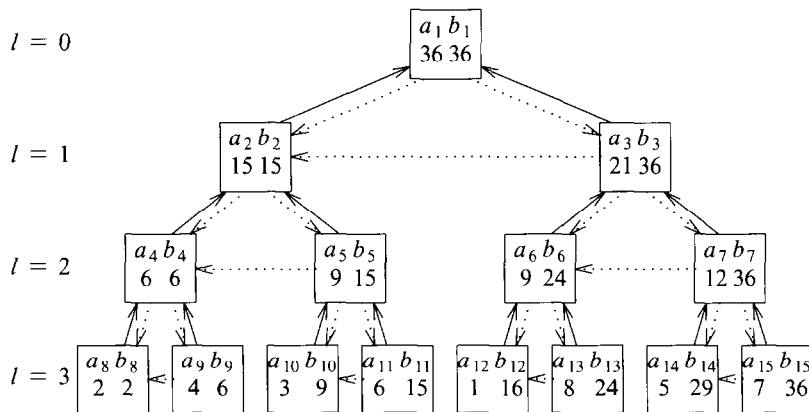 l = 0
a₁ b₁
36 36
l = 1
a₂ b₂
15 15
a₃ b₃
21 36
l = 2
a₄ b₄
6 6
a₅ b₅
9 15
a₆ b₆
9 24
a₇ b₇
12 36
l = 3
a₈ b₈
2 2
a₉ b₉
4 6
a₁₀ b₁₀
3 9
a₁₁ b₁₁
6 15
a₁₂ b₁₂
1 16
a₁₃ b₁₃
8 24
a₁₄ b₁₄
5 29
a₁₅ b₁₅
7 36